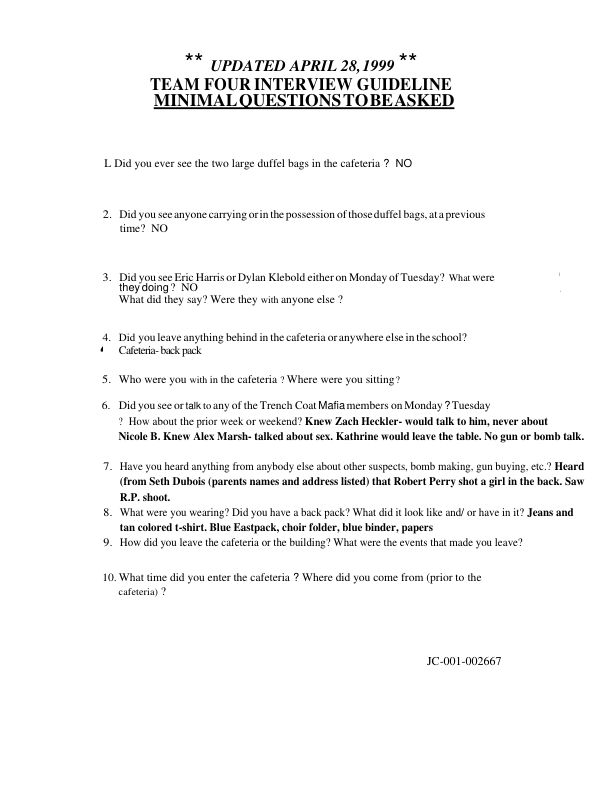 ** UPDATED APRIL 28, 1999 **
TEAM FOUR INTERVIEW GUIDELINE
MINIMAL QUESTIONS TO BE ASKED
L Did you ever see the two large duffel bags in the cafeteria ? NO
2. Did you see anyone carrying or in the possession of those duffel bags, at a previous
time? NO
3. Did you see Eric Harris or Dylan Klebold either on Monday of Tuesday? What were
they doing ? NO
What did they say? Were they with anyone else ?
4. Did you leave anything behind in the cafeteria or anywhere else in the school?
Cafeteria- back pack
5. Who were you with in the cafeteria ? Where were you sitting?
6. Did you see or talk to any of the Trench Coat Mafia members on Monday ? Tuesday
? How about the prior week or weekend? Knew Zach Heckler- would talk to him, never about
Nicole B. Knew Alex Marsh- talked about sex. Kathrine would leave the table. No gun or bomb talk.
7. Have you heard anything from anybody else about other suspects, bomb making, gun buying, etc.? Heard
(from Seth Dubois (parents names and address listed) that Robert Perry shot a girl in the back. Saw
R.P. shoot.
8. What were you wearing? Did you have a back pack? What did it look like and/ or have in it? Jeans and
tan colored t-shirt. Blue Eastpack, choir folder, blue binder, papers
9. How did you leave the cafeteria or the building? What were the events that made you leave?
10. What time did you enter the cafeteria ? Where did you come from (prior to the
cafeteria) ?
JC-001-002667